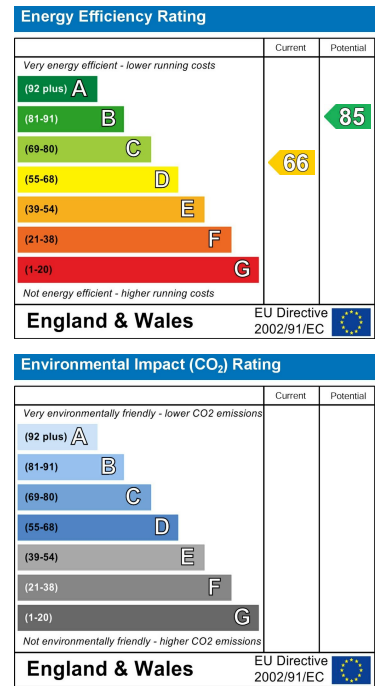 Energy Efficiency Rating
Current Potential
Very energy efficient - lower running costs
(92 plus) A
(81-91) B
(69-80) C
(55-68) D
(39-54) E
(21-38) F
(1-20) G
66
85
Not energy efficient - higher running costs
England & Wales
EU Directive
2002/91/EC
Environmental Impact (CO₂) Rating
Current Potential
Very environmentally friendly - lower CO2 emissions
(92 plus) A
(81-91) B
(69-80) C
(55-68) D
(39-54) E
(21-38) F
(1-20) G
Not environmentally friendly - higher CO2 emissions
England & Wales
EU Directive
2002/91/EC